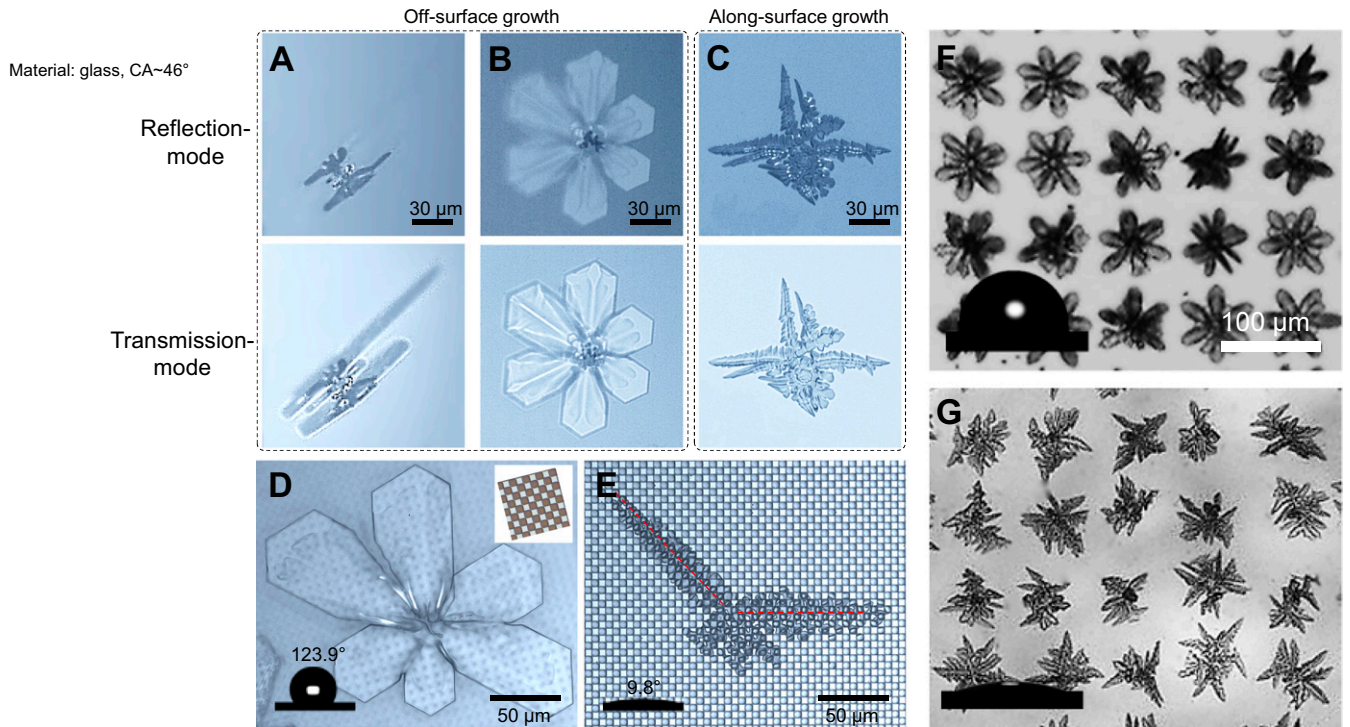 Off-surface growth
Along-surface growth
Material: glass, CA~46°
A
B
C
F
Reflection-
mode
30 µm
30 µm
30 µm
Transmission-
mode
100 µm
G
D
E
123.9°
50 µm
9.8°
50 µm